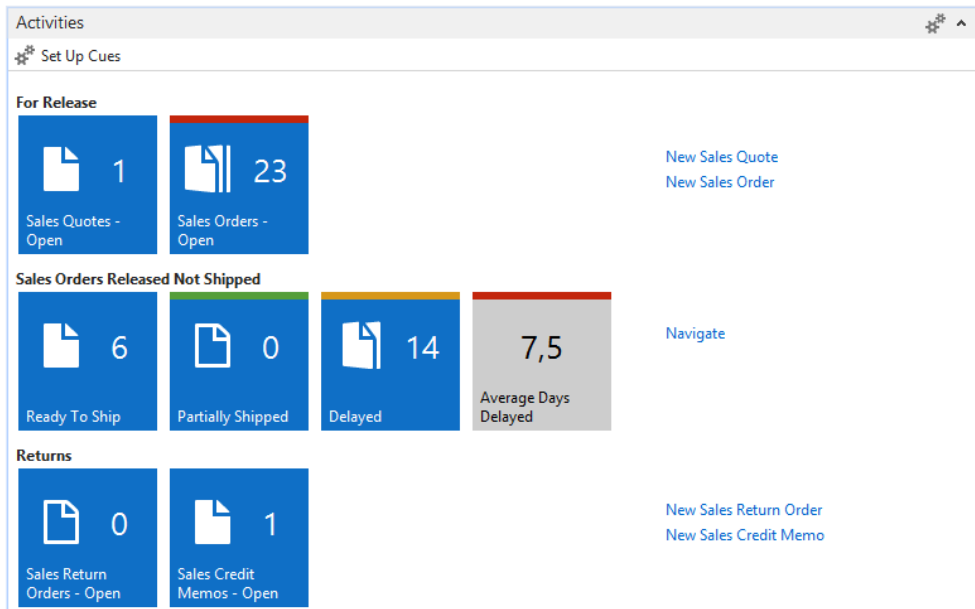 Activities
Set Up Cues
For Release
1
Sales Quotes -
Open
23
Sales Orders -
Open
New Sales Quote
New Sales Order
Sales Orders Released Not Shipped
6
Ready To Ship
0
Partially Shipped
14
Delayed
7,5
Average Days
Delayed
Navigate
Returns
0
Sales Return
Orders - Open
1
Sales Credit
Memos - Open
New Sales Return Order
New Sales Credit Memo